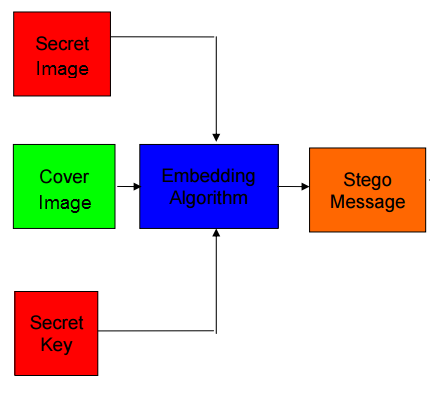 Secret
Image
Cover
Image
Embedding
Algorithm
Stego
Message
Secret
Key